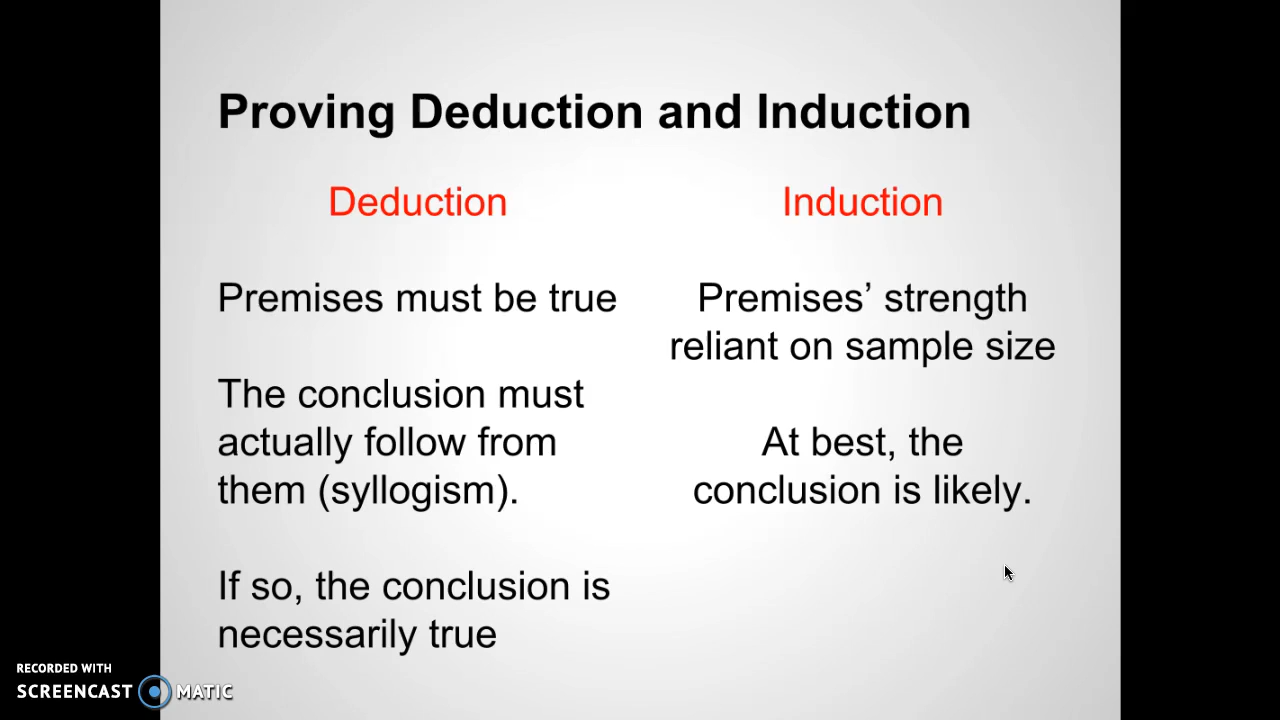 Proving Deduction and Induction
Deduction
Premises must be true
The conclusion must
actually follow from
them (syllogism).
If so, the conclusion is
necessarily true
Induction
Premises’ strength
reliant on sample size
At best, the
conclusion is likely.
RECORDED WITH
SCREENCAST MATIC